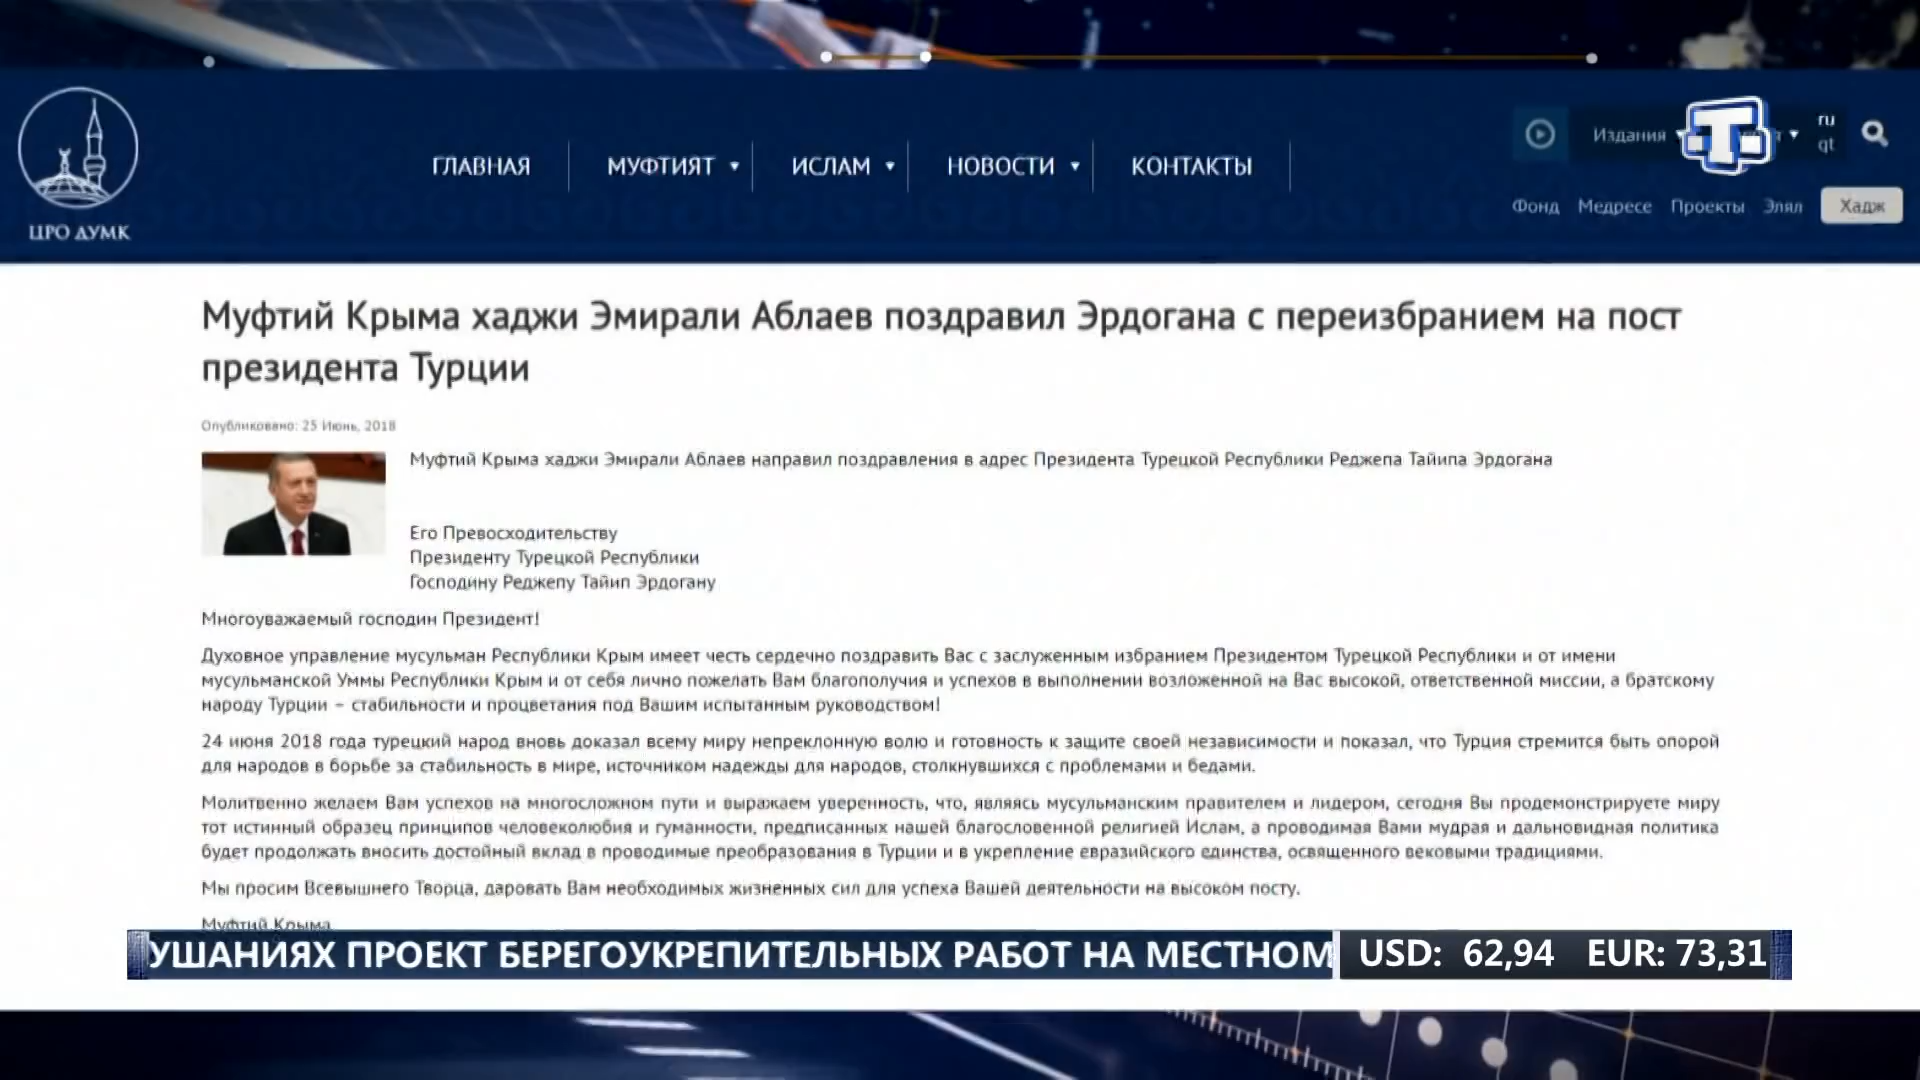 ЦРО ДУМК
ГЛАВНАЯ
МУФТИЯТ
ИСЛАМ
НОВОСТИ
КОНТАКТЫ
Издания
ru
qt
Фонд Медресе Проекты Элял Хадж
Муфтий Крыма хаджи Эмирали Аблаев поздравил Эрдогана с переизбранием на пост
президента Турции
Опубликовано: 25 Июнь, 2018
Муфтий Крыма хаджи Эмирали Аблаев направил поздравления в адрес Президента Турецкой Республики Реджепа Тайипа Эрдогана
Его Превосходительству
Президенту Турецкой Республики
Господину Реджепу Тайип Эрдогану
Многоуважаемый господин Президент!
Духовное управление мусульман Республики Крым имеет честь сердечно поздравить Вас с заслуженным избранием Президентом Турецкой Республики и от имени
мусульманской Уммы Республики Крым и от себя лично пожелать Вам благополучия и успехов в выполнении возложенной на Вас высокой, ответственной миссии, а братскому
народу Турции – стабильности и процветания под Вашим испытанным руководством!
24 июня 2018 года турецкий народ вновь доказал всему миру непреклонную волю и готовность к защите своей независимости и показал, что Турция стремится быть опорой
для народов в борьбе за стабильность в мире, источником надежды для народов, столкнувшихся с проблемами и бедами.
Молитвенно желаем Вам успехов на многосложном пути и выражаем уверенность, что, являясь мусульманским правителем и лидером, сегодня Вы продемонстрируете миру
тот истинный образец принципов человеколюбия и гуманности, предписанных нашей благословенной религией Ислам, а проводимая Вами мудрая и дальновидная политика
будет продолжать вносить достойный вклад в проводимые преобразования в Турции и в укрепление евразийского единства, освященного вековыми традициями.
Мы просим Всевышнего Творца, даровать Вам необходимых жизненных сил для успеха Вашей деятельности на высоком посту.
Муфтий Крыма
УШАНИЯХ ПРОЕКТ БЕРЕГОУКРЕПИТЕЛЬНЫХ РАБОТ НА МЕСТНОМ
USD: 62,94 EUR: 73,31